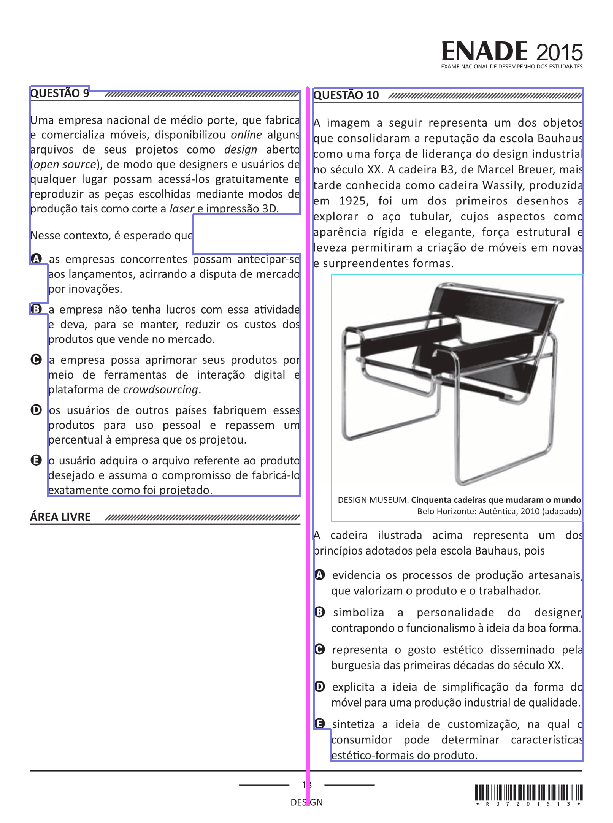 ENADE 2015
EXAME NACIONAL DE DESEMPENHO DOS ESTUDANTES
QUESTÃO 9
Uma empresa nacional de médio porte, que fabrica
e comercializa móveis, disponibilizou online alguns
arquivos de seus projetos como design aberto
(open source), de modo que designers e usuários de
qualquer lugar possam acessá-los gratuitamente e
reproduzir as peças escolhidas mediante modos de
produção tais como corte a laser e impressão 3D.
Nesse contexto, é esperado que
A as empresas concorrentes possam antecipar-se
aos lançamentos, acirrando a disputa de mercado
por inovações.
B a empresa não tenha lucros com essa atividade
e deva, para se manter, reduzir os custos dos
produtos que vende no mercado.
C a empresa possa aprimorar seus produtos por
meio de ferramentas de interação digital e
plataforma de crowdsourcing.
D os usuários de outros países fabriquem esses
produtos para uso pessoal e repassem um
percentual à empresa que os projetou.
E o usuário adquira o arquivo referente ao produto
desejado e assuma o compromisso de fabricá-lo
exatamente como foi projetado.
ÁREA LIVRE
QUESTÃO 10
A imagem a seguir representa um dos objetos
que consolidaram a reputação da escola Bauhaus
como uma força de liderança do design industrial
no século XX. A cadeira B3, de Marcel Breuer, mais
tarde conhecida como cadeira Wassily, produzida
em 1925, foi um dos primeiros desenhos a
explorar o aço tubular, cujos aspectos como
aparência rígida e elegante, força estrutural e
leveza permitiram a criação de móveis em novas
e surpreendentes formas.
DESIGN MUSEUM. Cinquenta cadeiras que mudaram o mundo.
Belo Horizonte: Autêntica, 2010 (adapado)
A cadeira ilustrada acima representa um dos
princípios adotados pela escola Bauhaus, pois
A evidencia os processos de produção artesanais,
que valorizam o produto e o trabalhador.
B simboliza a personalidade do designer,
contrapondo o funcionalismo à ideia da boa forma.
C representa o gosto estético disseminado pela
burguesia das primeiras décadas do século XX.
D explicita a ideia de simplificação da forma do
móvel para uma produção industrial de qualidade.
E sintetiza a ideia de customização, na qual o
consumidor pode determinar características
estético-formais do produto.
DESIGN